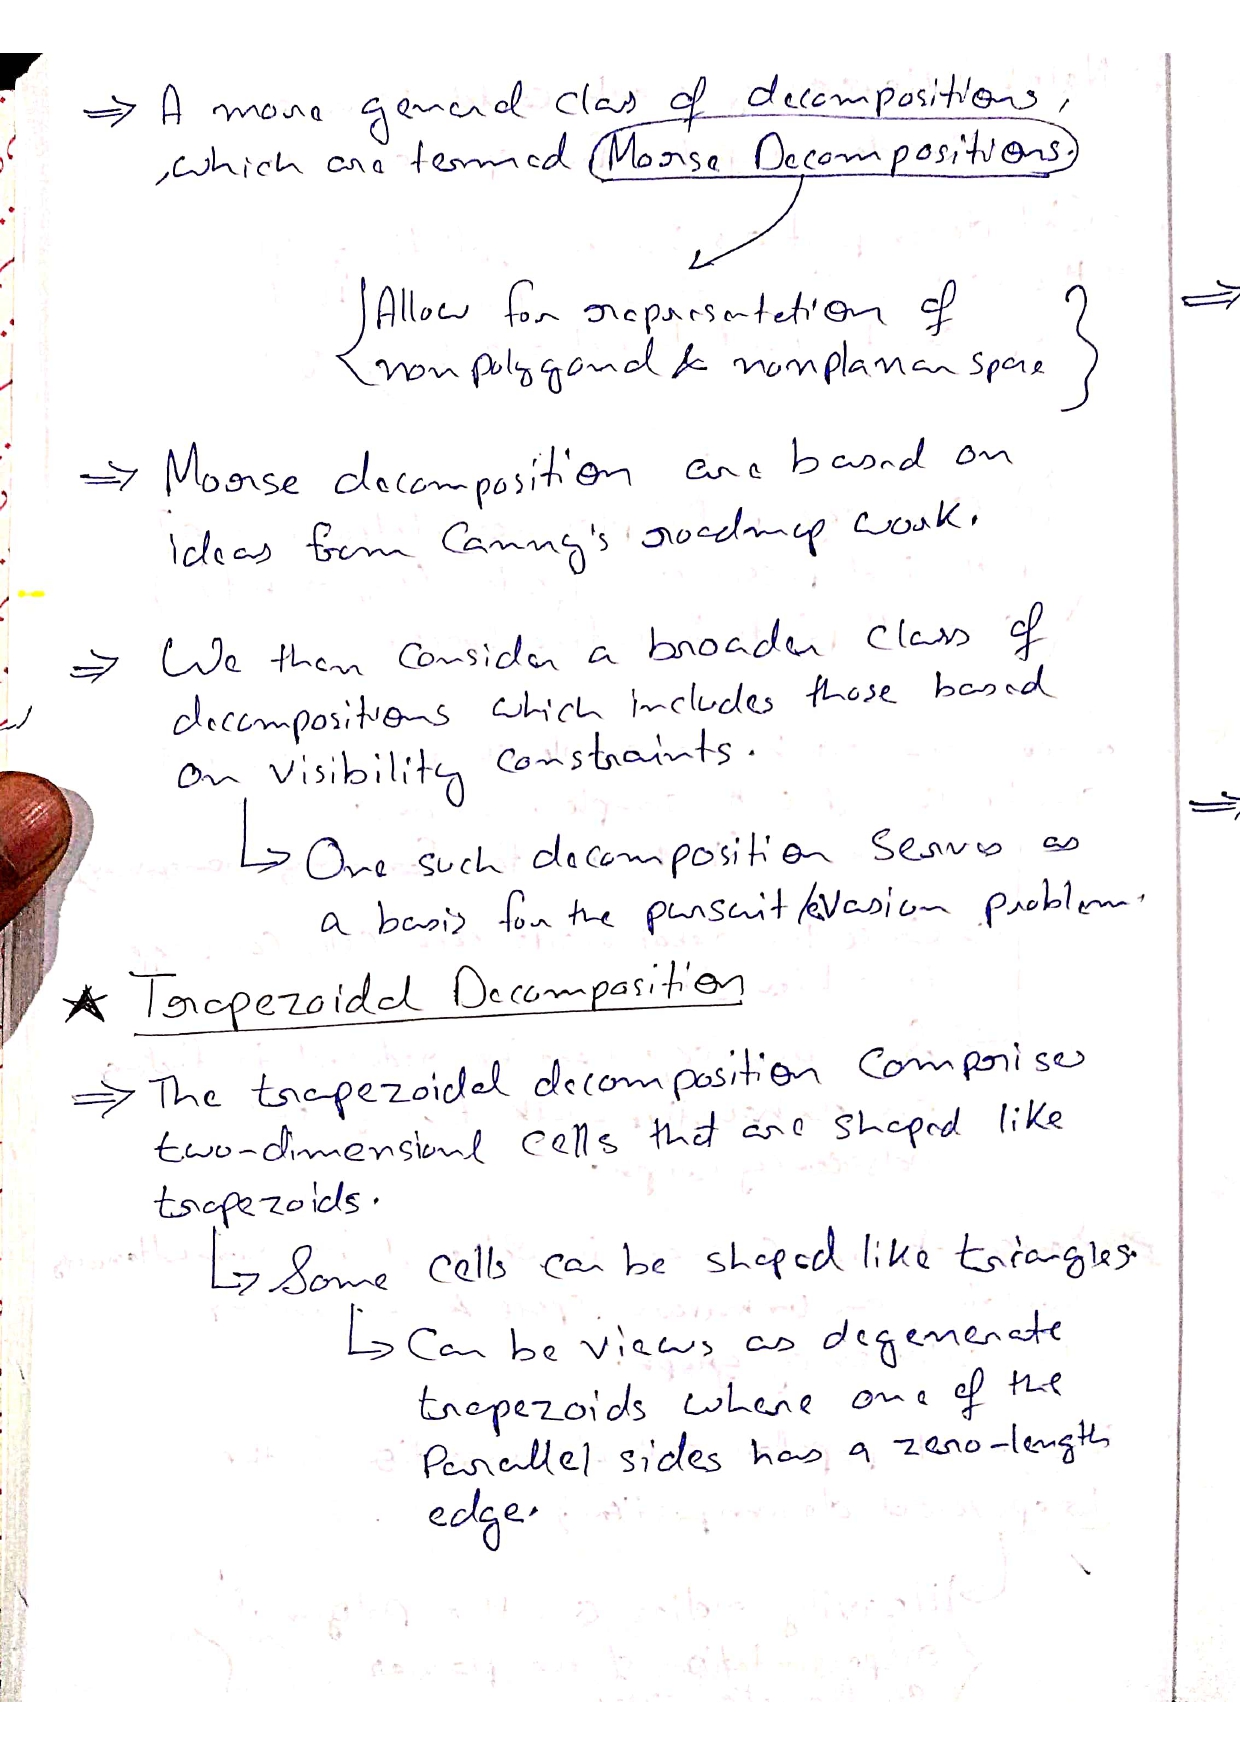 ⇒ A more general class of decompositions,
which are termed Morse Decompositions.
Allow for representation of
nonpolygonal & nonplanar space
⇒ Morse decomposition are based on
ideas from Canny's roadmap work.
⇒ We then consider a broader class of
decompositions which includes those based
on visibility constraints.
↳ One such decomposition serves as
a basis for the pursuit/evasion problem.
★ Trapezoidal Decomposition
⇒ The trapezoidal decomposition comprises
two-dimensional cells that are shaped like
trapezoids.
↳ Some cells can be shaped like triangles.
↳ Can be views as degenerate
trapezoids where one of the
Parallel sides has a zero-length
edge.